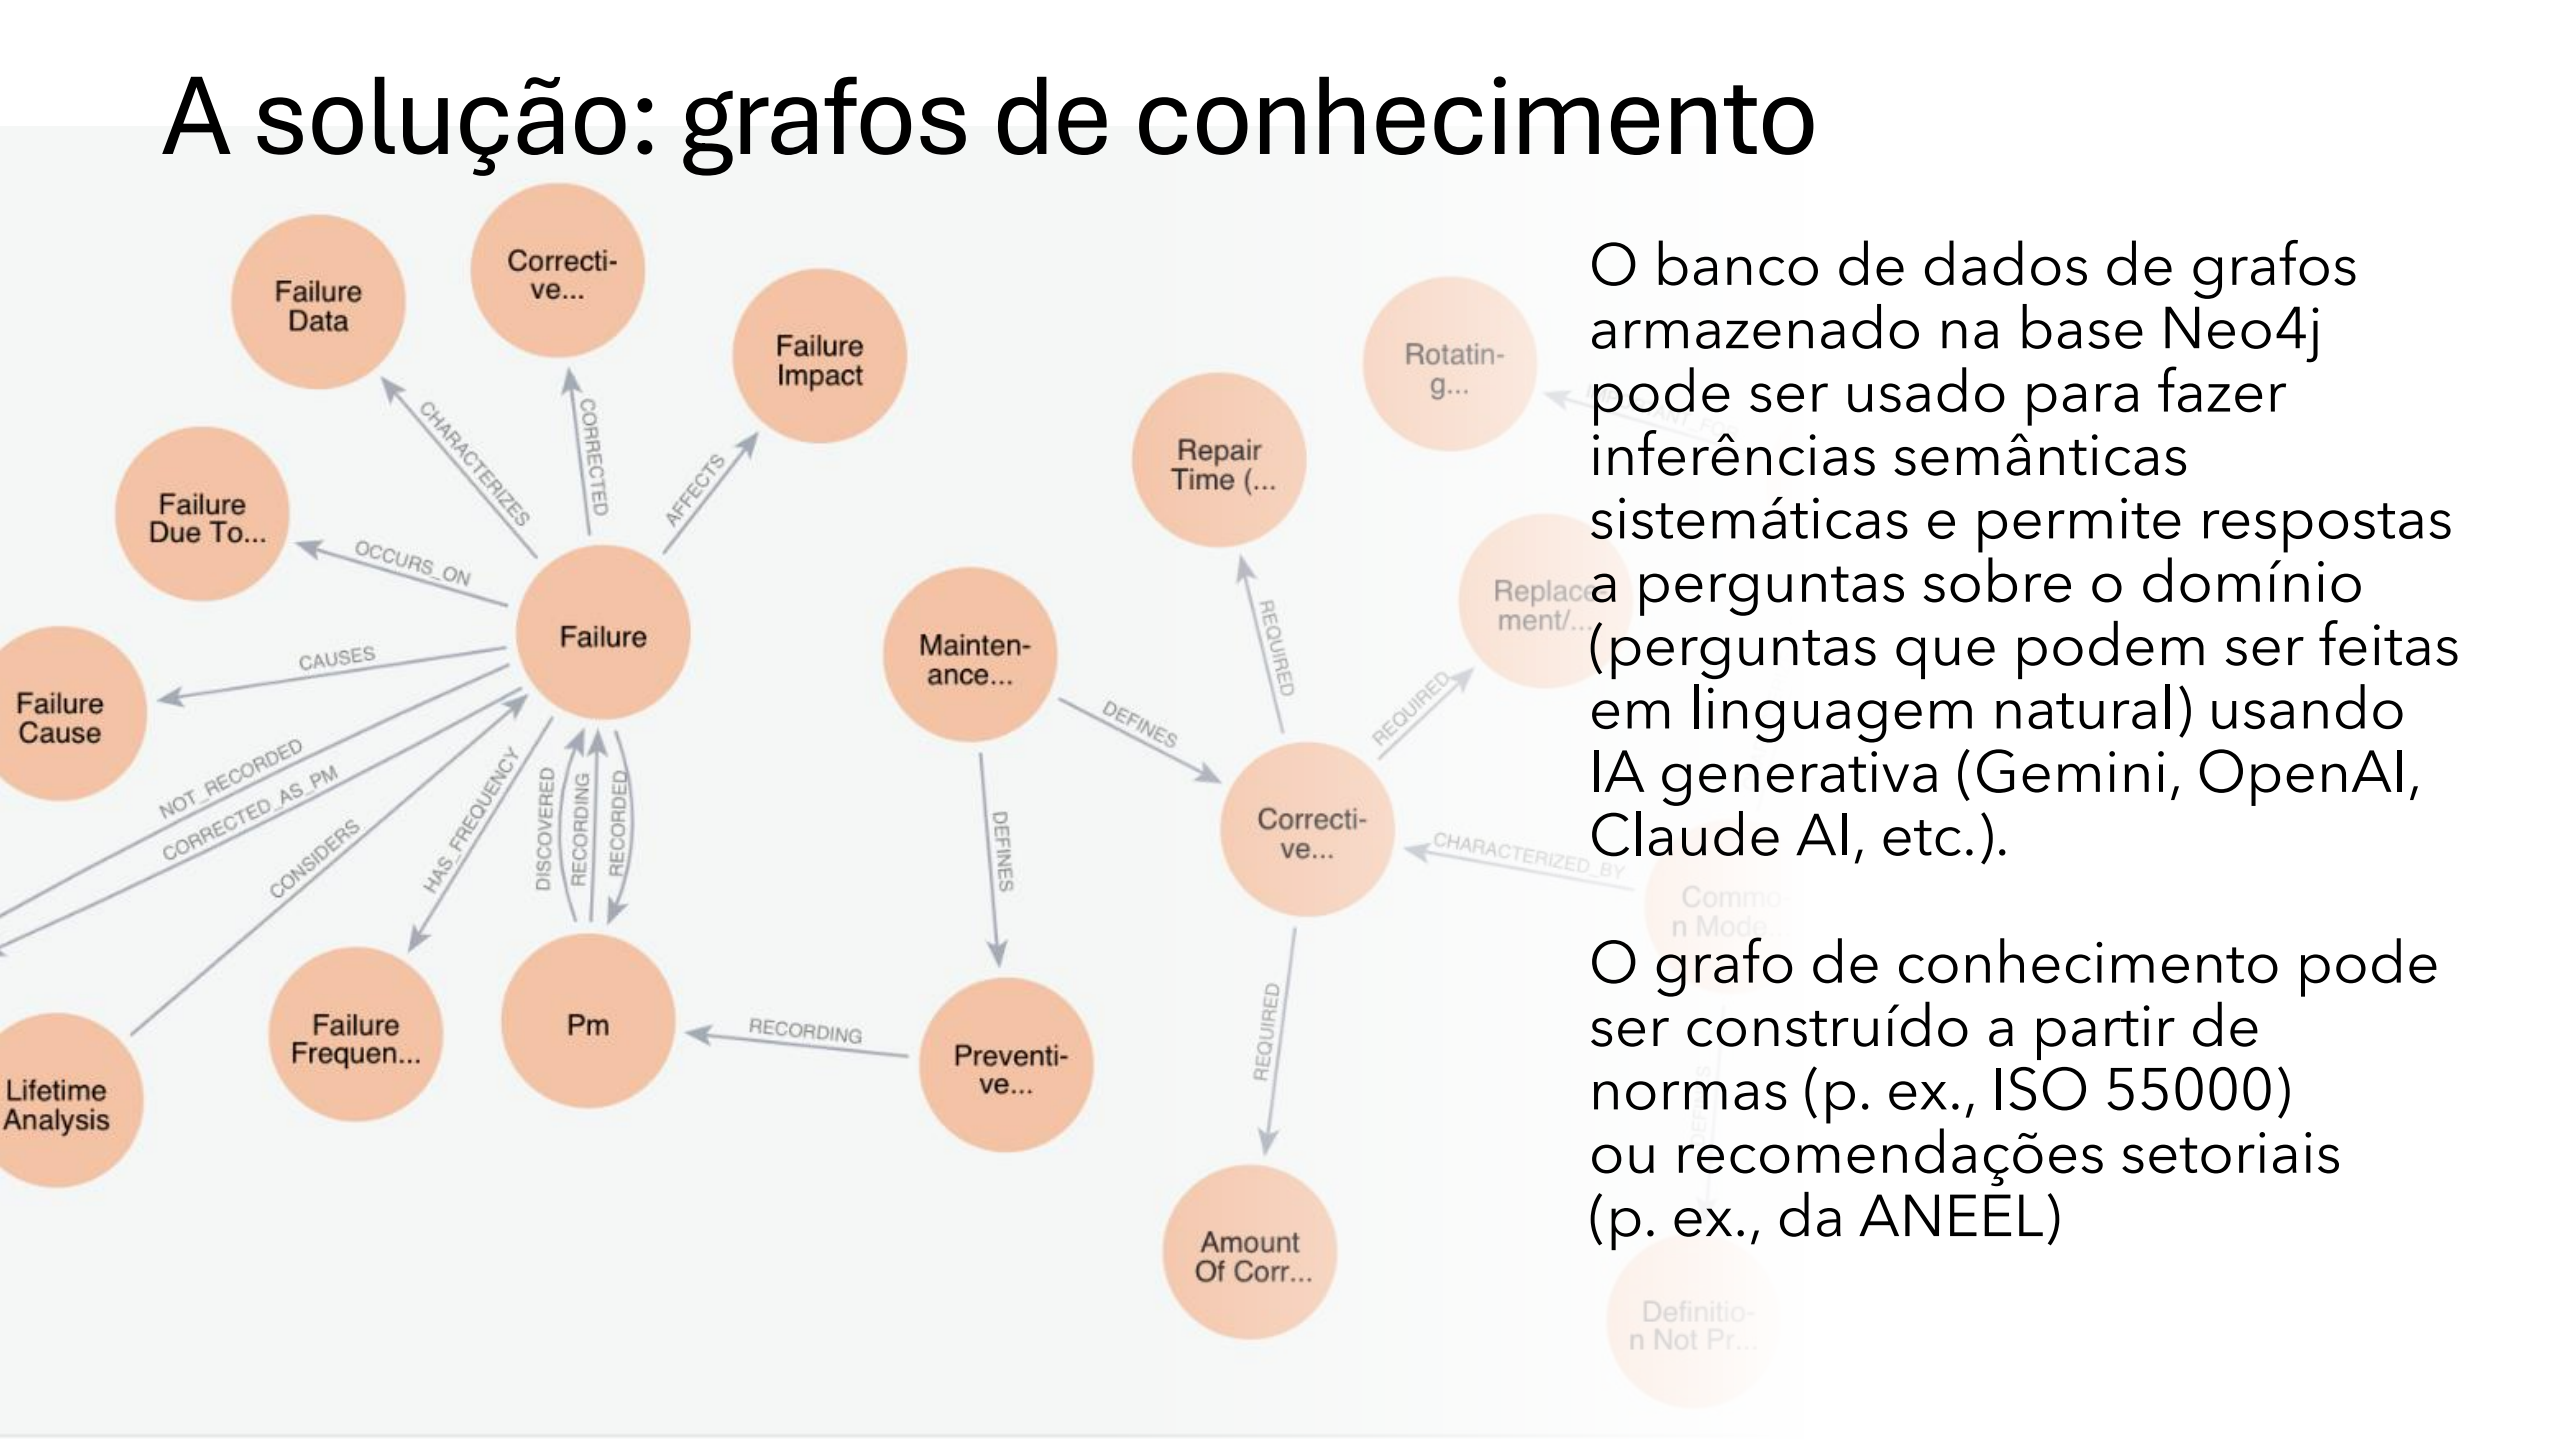 A solução: grafos de conhecimento
Correcti-
ve...
Failure
Data
Failure
Impact
Rotatin-
g...
Repair
Time (...
CHARACTERIZES
CORRECTED
AFFECTS
Failure
Due To...
OCCURS_ON
Failure
Mainten-
ance...
REQUIRED
Replace-
ment/...
CAUSES
Failure
Cause
DEFINES
REQUIRED
NOT_RECORDED
CORRECTED_AS_PM
CONSIDERS
HAS_FREQUENCY
DISCOVERED
RECORDING
RECORDED
DEFINES
Correcti-
ve...
CHARACTERIZED_BY
Commo-
n Mode...
Lifetime
Analysis
Failure
Frequen...
Pm
RECORDING
Preventi-
ve...
REQUIRED
Amount
Of Corr...
Definitio-
n Not Pr...
O banco de dados de grafos
armazenado na base Neo4j
pode ser usado para fazer
inferências semânticas
sistemáticas e permite respostas
a perguntas sobre o domínio
(perguntas que podem ser feitas
em linguagem natural) usando
IA generativa (Gemini, OpenAI,
Claude AI, etc.).
O grafo de conhecimento pode
ser construído a partir de
normas (p. ex., ISO 55000)
ou recomendações setoriais
(p. ex., da ANEEL)